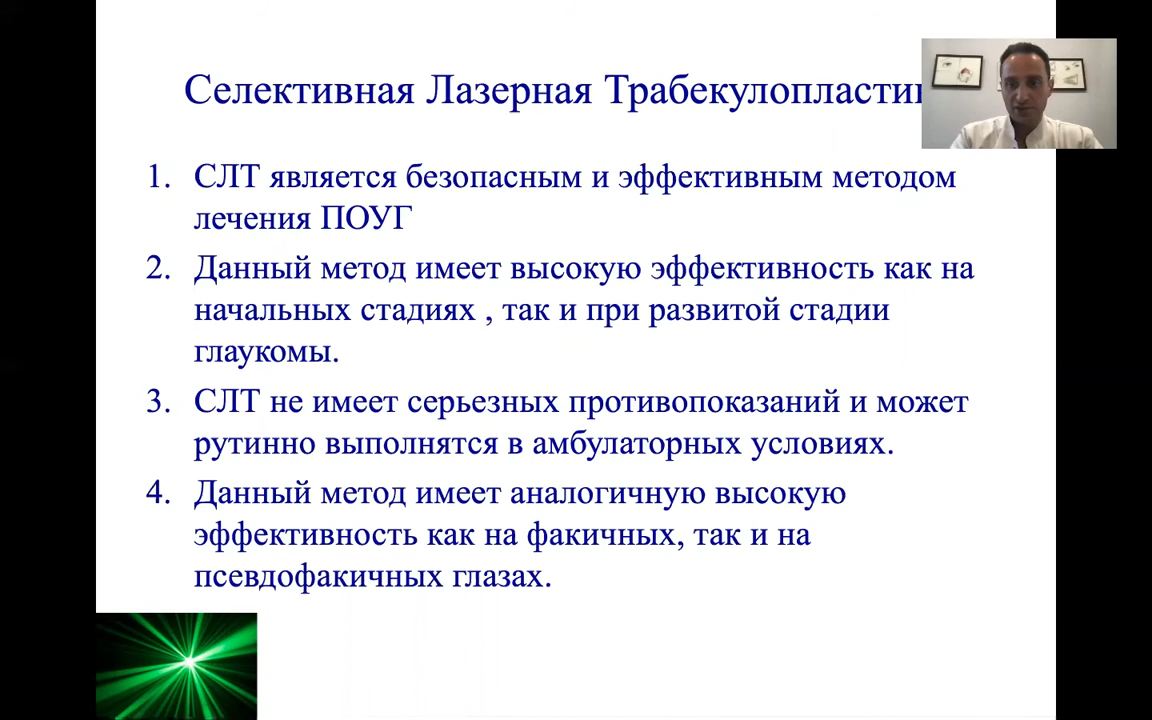 Селективная Лазерная
1. СЛТ является безопасным и эффективным методом
лечения ПОУГ
2. Данный метод имеет высокую эффективность как на
начальных стадиях , так и при развитой стадии
глаукомы.
3. СЛТ не имеет серьезных противопоказаний и может
рутинно выполнятся в амбулаторных условиях.
4. Данный метод имеет аналогичную высокую
эффективность как на факичных, так и на
псевдофакичных глазах.